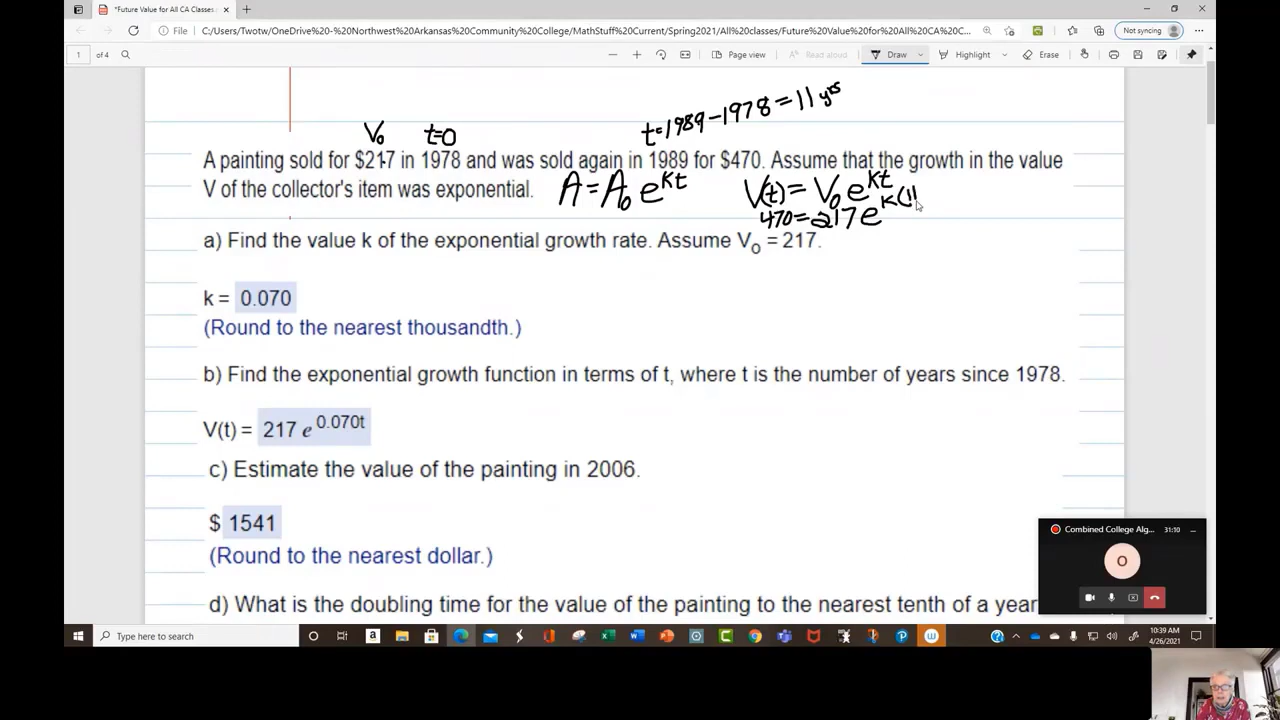 *Future Value for All CA Classes
File
C:/Users/Twotw/OneDrive%20-%20Northwest%20Arkansas%20Community%20College/MathStuff%20Current/Spring2021/All%20classes/Future%20Value%20for%20All%20CA%20C...
Not syncing
1 of 4
Page view
Read aloud
Draw
Highlight
Erase
t=1989-1978=11yrs
V₀ t=0
A painting sold for $217 in 1978 and was sold again in 1989 for $470. Assume that the growth in the value
V of the collector's item was exponential.
A = A₀ e^kt V(t) = V₀ e^kt
470=217e^k(11
a) Find the value k of the exponential growth rate. Assume V₀ = 217.
k = 0.070
(Round to the nearest thousandth.)
b) Find the exponential growth function in terms of t, where t is the number of years since 1978.
V(t) = 217 e^0.070t
c) Estimate the value of the painting in 2006.
$ 1541
(Round to the nearest dollar.)
d) What is the doubling time for the value of the painting to the nearest tenth of a year
Combined College Alg... 31:10
O
Type here to search
10:39 AM
4/26/2021